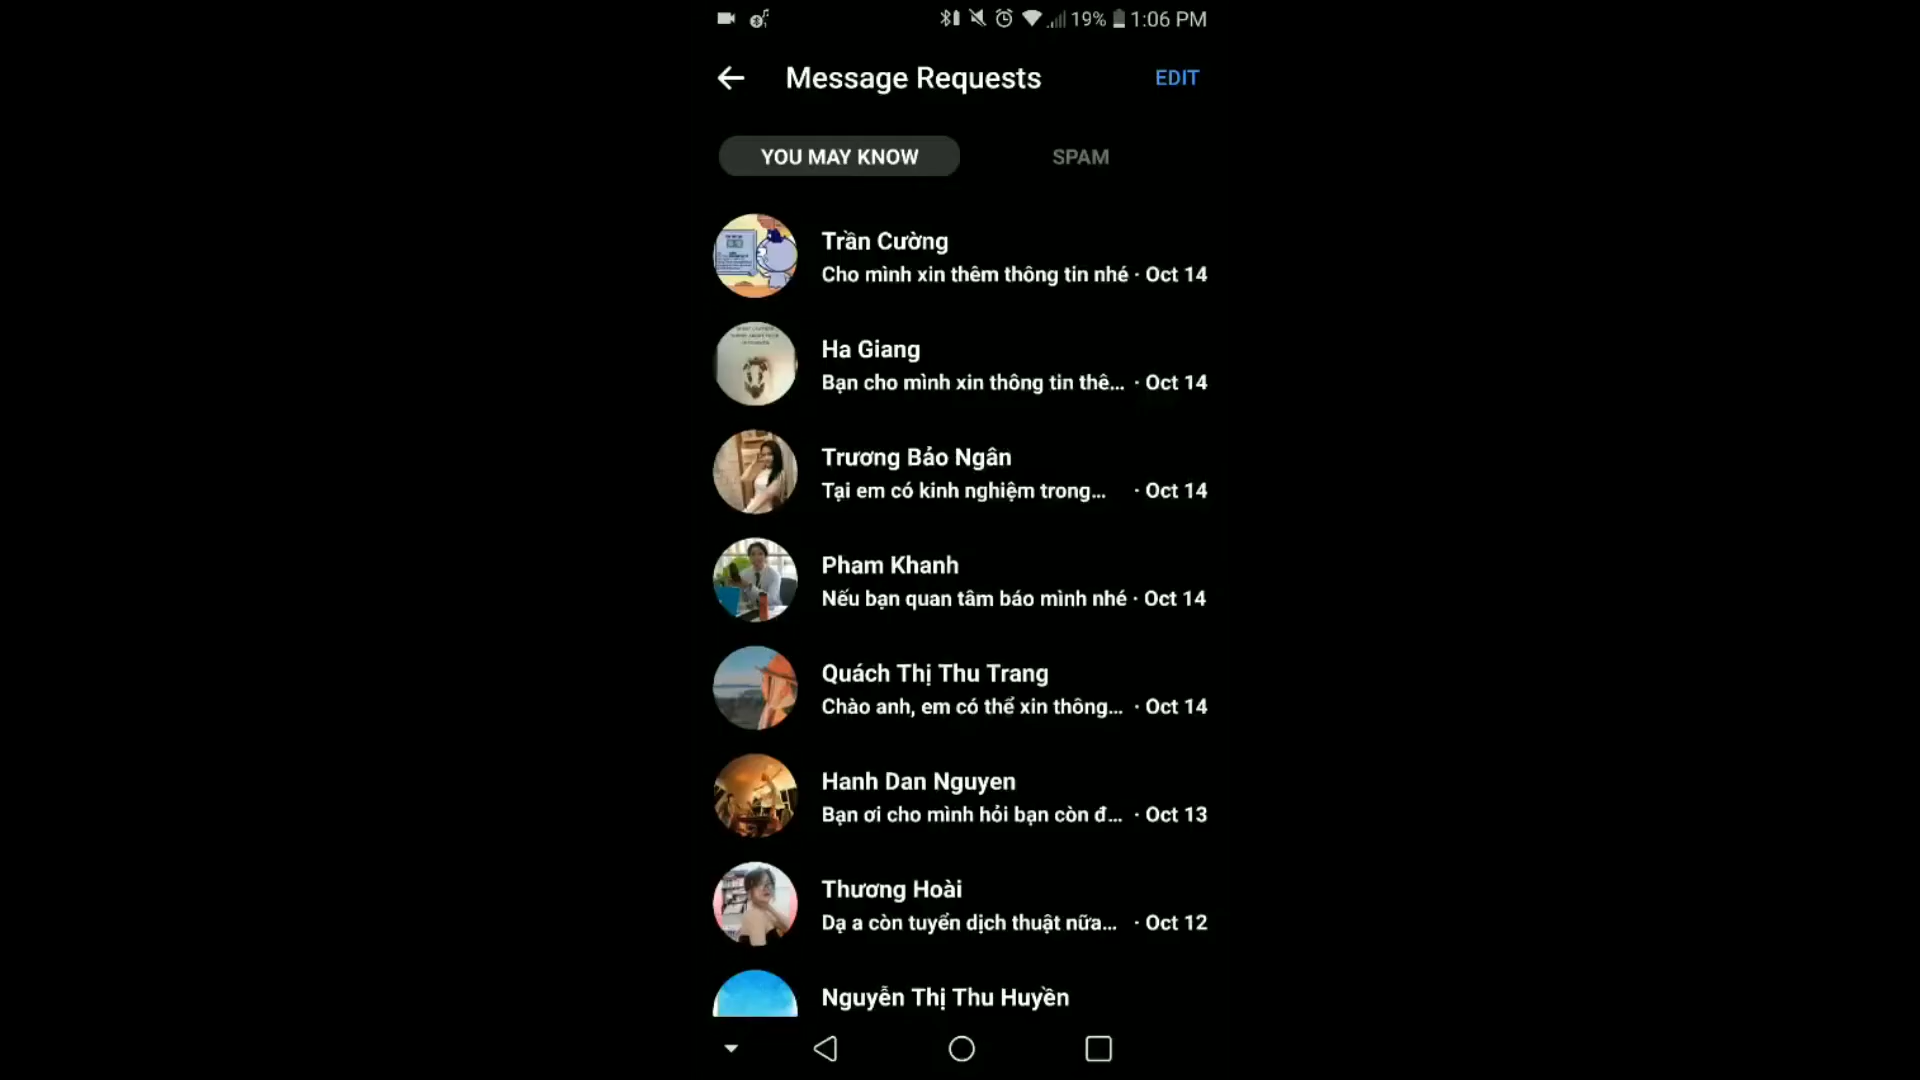 19% 1:06 PM
Message Requests EDIT
YOU MAY KNOW SPAM
Trần Cường
Cho mình xin thêm thông tin nhé · Oct 14
Ha Giang
Bạn cho mình xin thông tin thê... · Oct 14
Trương Bảo Ngân
Tại em có kinh nghiệm trong... · Oct 14
Pham Khanh
Nếu bạn quan tâm báo mình nhé · Oct 14
Quách Thị Thu Trang
Chào anh, em có thể xin thông... · Oct 14
Hanh Dan Nguyen
Bạn ơi cho mình hỏi bạn còn đ... · Oct 13
Thương Hoài
Dạ a còn tuyển dịch thuật nữa... · Oct 12
Nguyễn Thị Thu Huyền